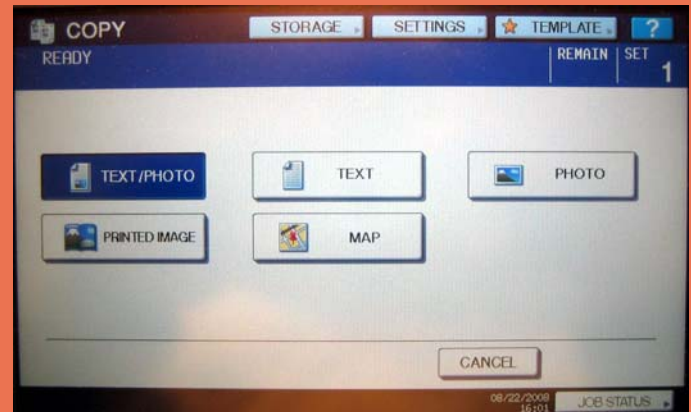 COPY STORAGE SETTINGS TEMPLATE ?
READY REMAIN SET
1
TEXT/PHOTO TEXT PHOTO
PRINTED IMAGE MAP
CANCEL
08/22/2008
16:01 JOB STATUS